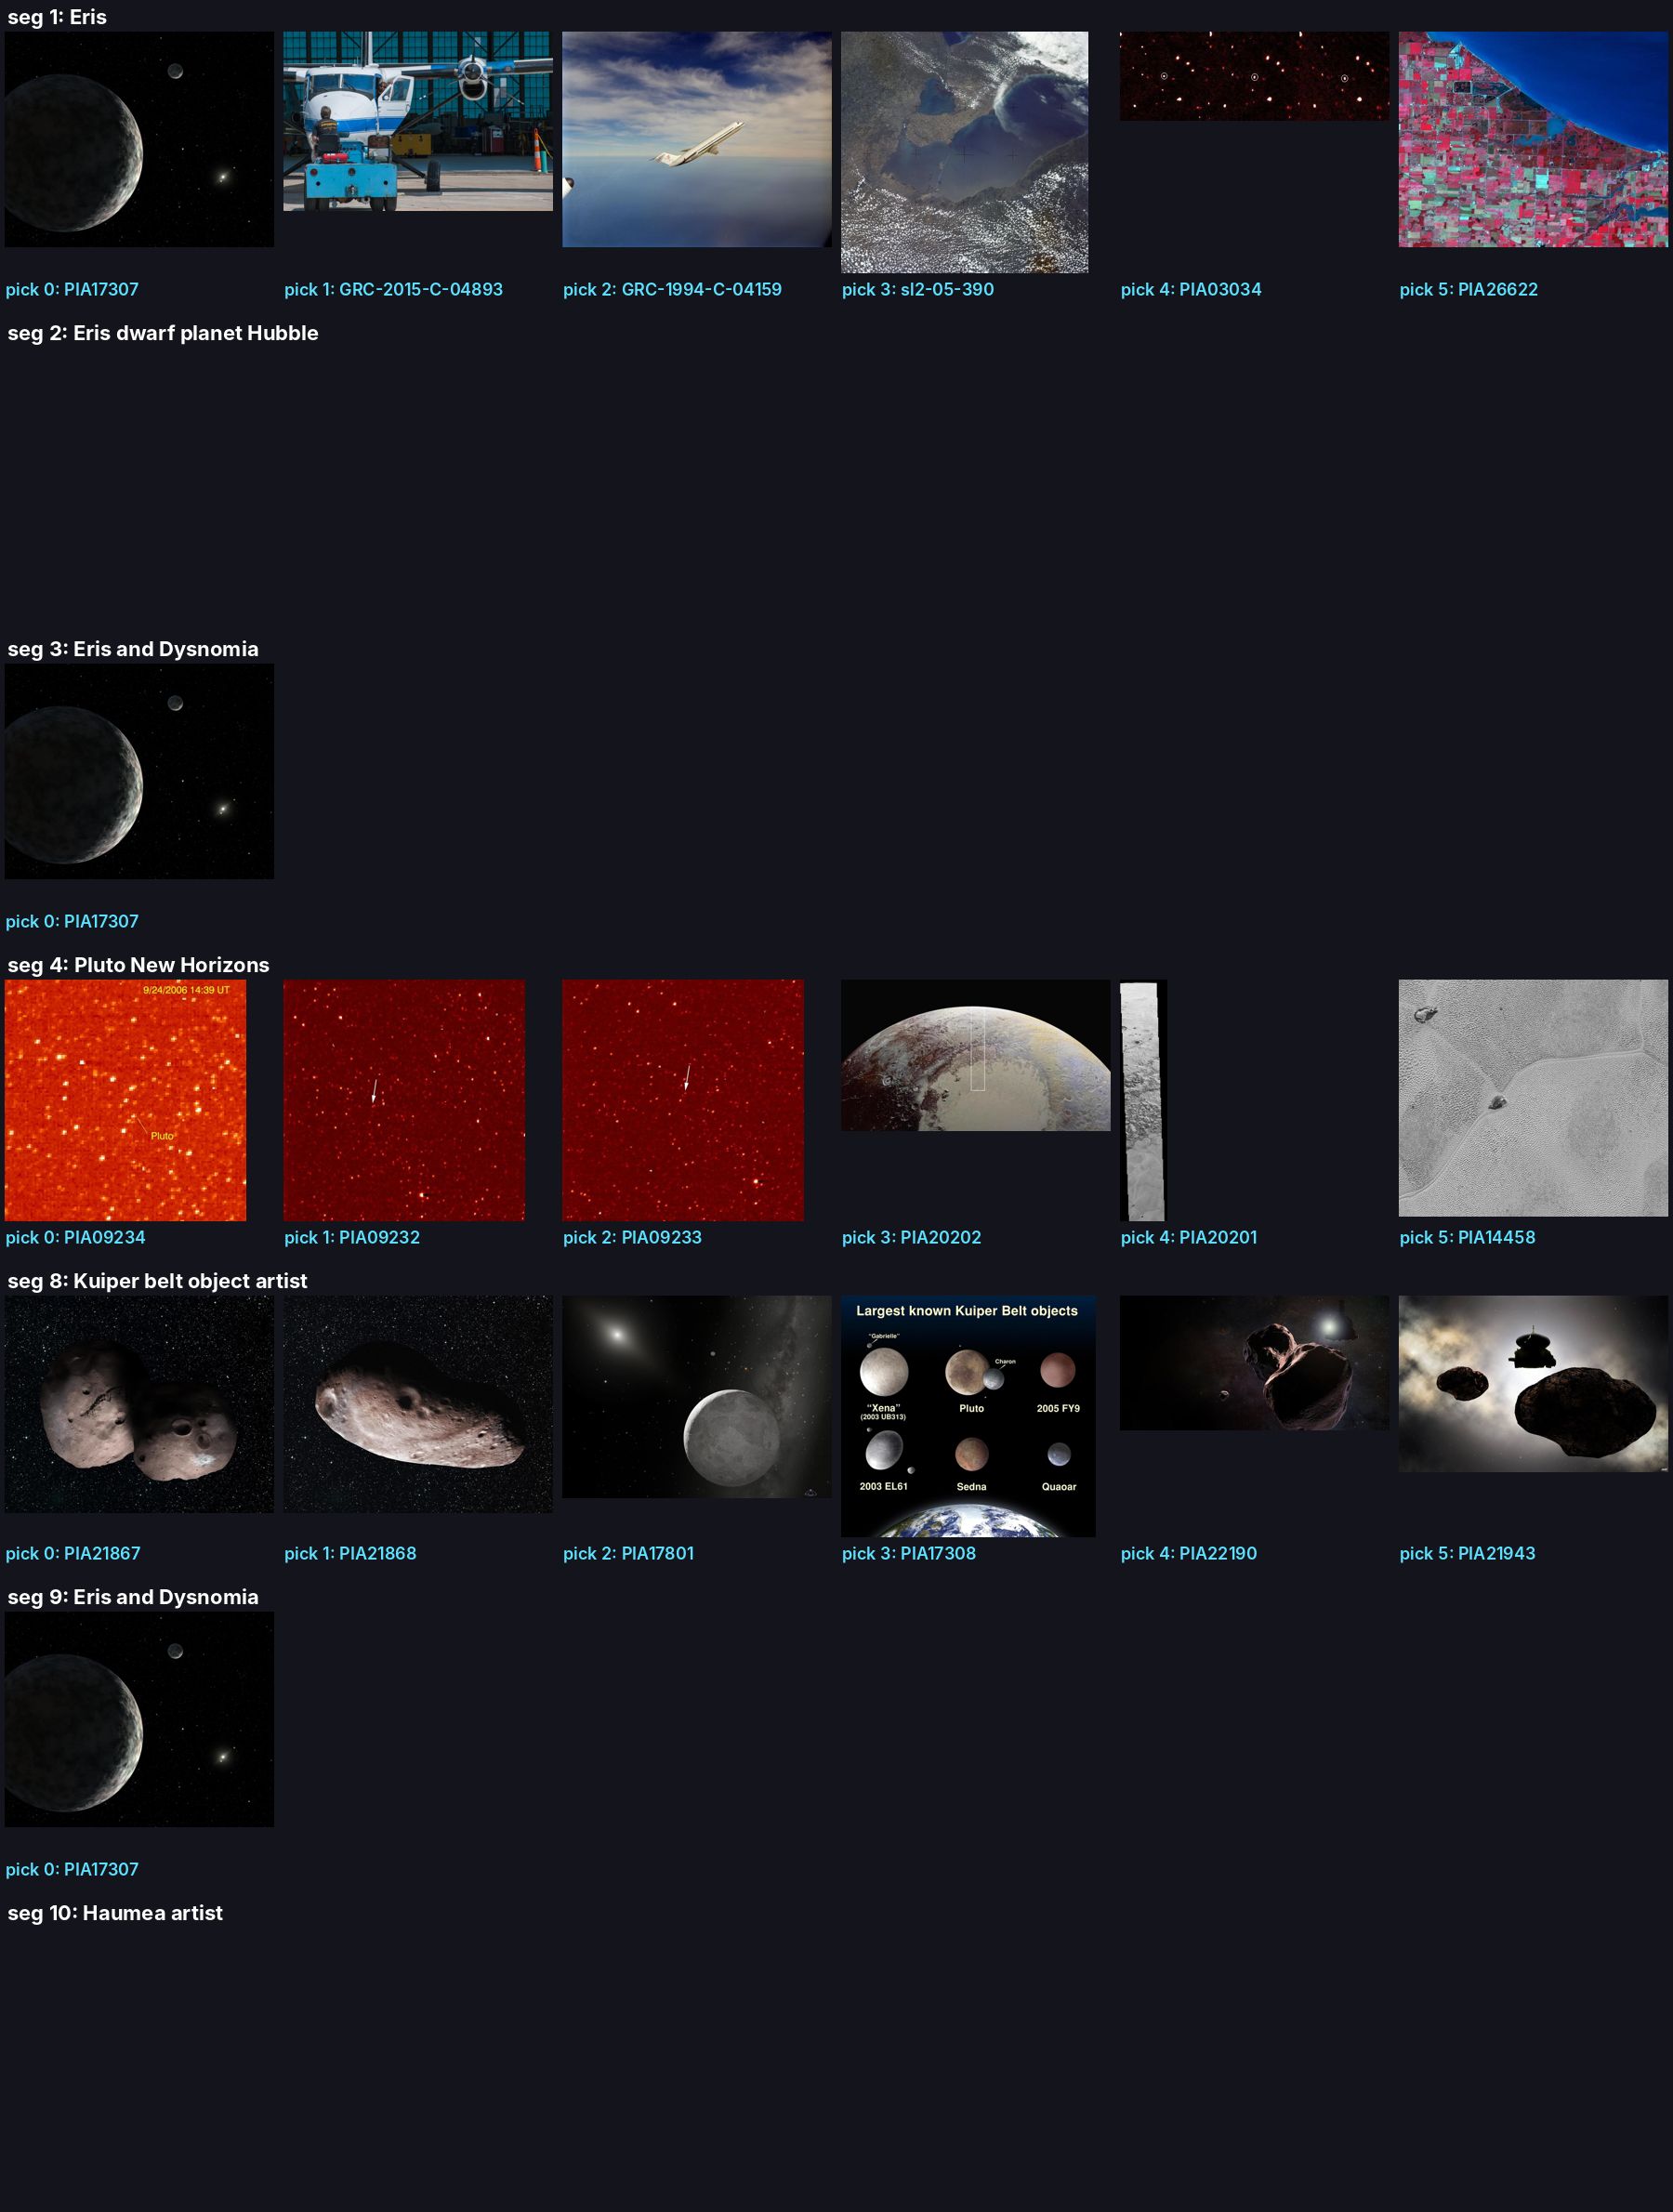 seg 1: Eris
pick 0: PIA17307
pick 1: GRC-2015-C-04893
pick 2: GRC-1994-C-04159
pick 3: sl2-05-390
pick 4: PIA03034
pick 5: PIA26622
seg 2: Eris dwarf planet Hubble
seg 3: Eris and Dysnomia
pick 0: PIA17307
seg 4: Pluto New Horizons
9/24/2006 14:39 UT
Pluto
pick 0: PIA09234
pick 1: PIA09232
pick 2: PIA09233
pick 3: PIA20202
pick 4: PIA20201
pick 5: PIA14458
seg 8: Kuiper belt object artist
Largest known Kuiper Belt objects
"Gabrielle"
Charon
"Xena"
(2003 UB313)
Pluto
2005 FY9
2003 EL61
Sedna
Quaoar
pick 0: PIA21867
pick 1: PIA21868
pick 2: PIA17801
pick 3: PIA17308
pick 4: PIA22190
pick 5: PIA21943
seg 9: Eris and Dysnomia
pick 0: PIA17307
seg 10: Haumea artist